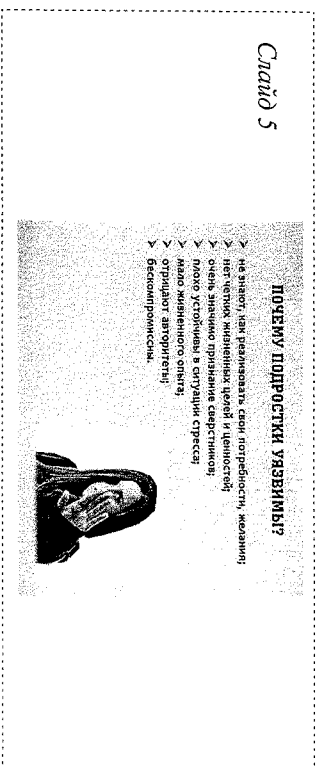 Слайд 5
ПОЧЕМУ ПОДРОСТКИ УЯЗВИМЫ?
➢ не знают, как реализовать свои потребности, желания;
➢ нет четких жизненных целей и ценностей;
➢ очень значимо признание сверстников;
➢ плохо устойчивы в ситуации стресса;
➢ мало жизненного опыта;
➢ отрицают авторитеты;
➢ бескомпромиссны.